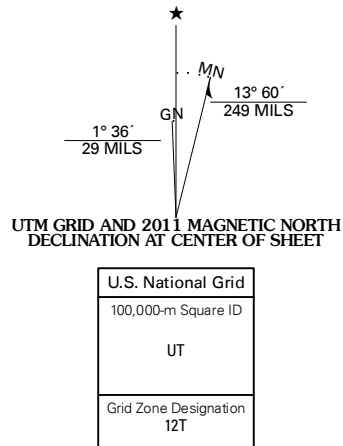 ★
MN
GN
13° 60´
249 MILS
1° 36´
29 MILS
UTM GRID AND 2011 MAGNETIC NORTH
DECLINATION AT CENTER OF SHEET
U.S. National Grid
100,000-m Square ID
UT
Grid Zone Designation
12T